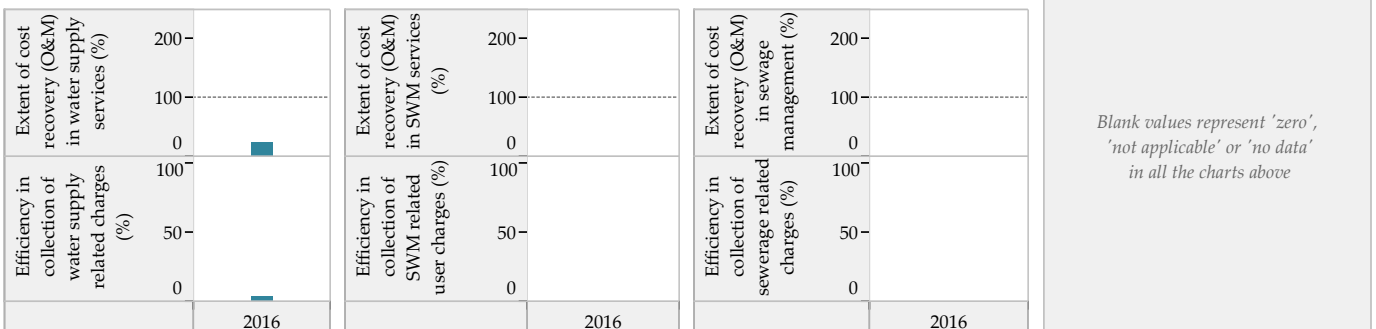 Extent of cost
recovery (O&M)
in water supply
services (%)
200
100
0
Efficiency in
collection of
water supply
related charges
(%)
100
50
0
2016
Extent of cost
recovery (O&M)
in SWM services
(%)
200
100
0
Efficiency in
collection of
SWM related
user charges (%)
100
50
0
2016
Extent of cost
recovery (O&M)
in sewage
management (%)
200
100
0
Efficiency in
collection of
sewerage related
charges (%)
100
50
0
2016
Blank values represent 'zero',
'not applicable' or 'no data'
in all the charts above